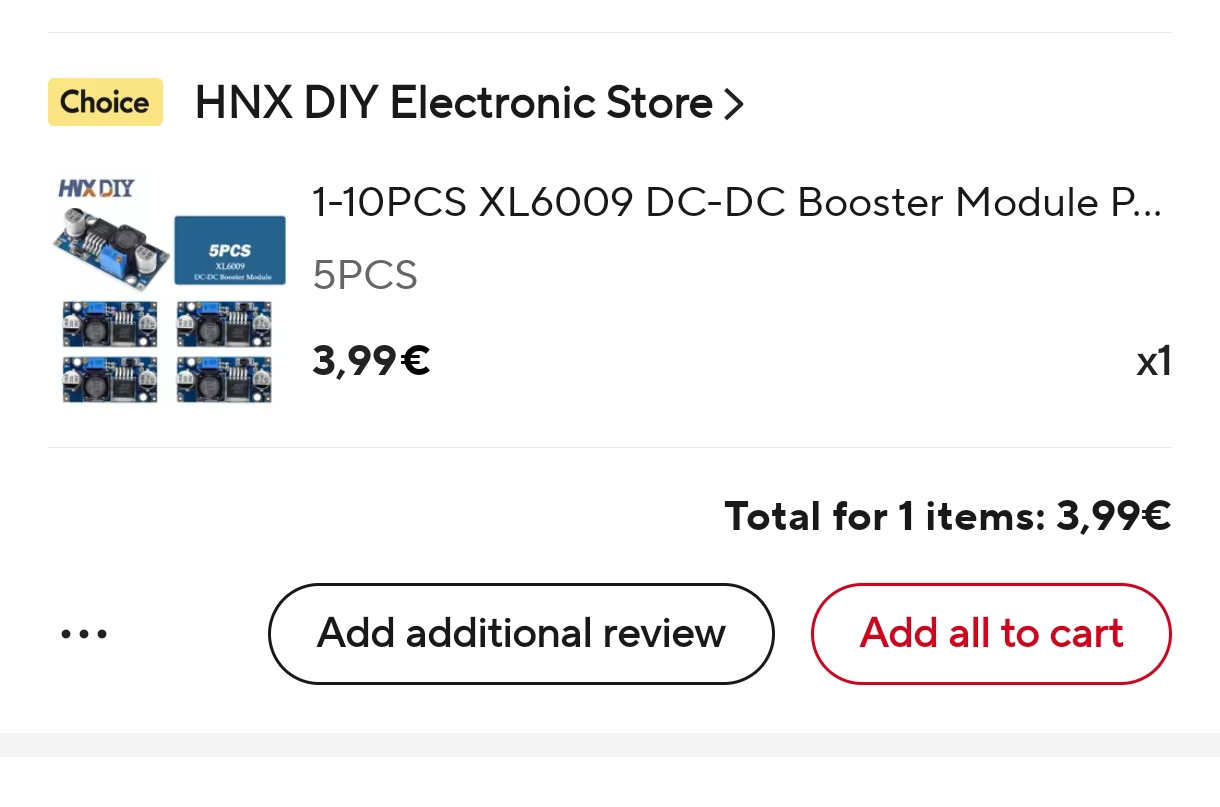 Choice
HNX DIY Electronic Store
HNX DIY
5PCS
XL6009
DC-DC Booster Module
1-10PCS XL6009 DC-DC Booster Module P...
5PCS
3,99€
x1
Total for 1 items: 3,99€
Add additional review
Add all to cart